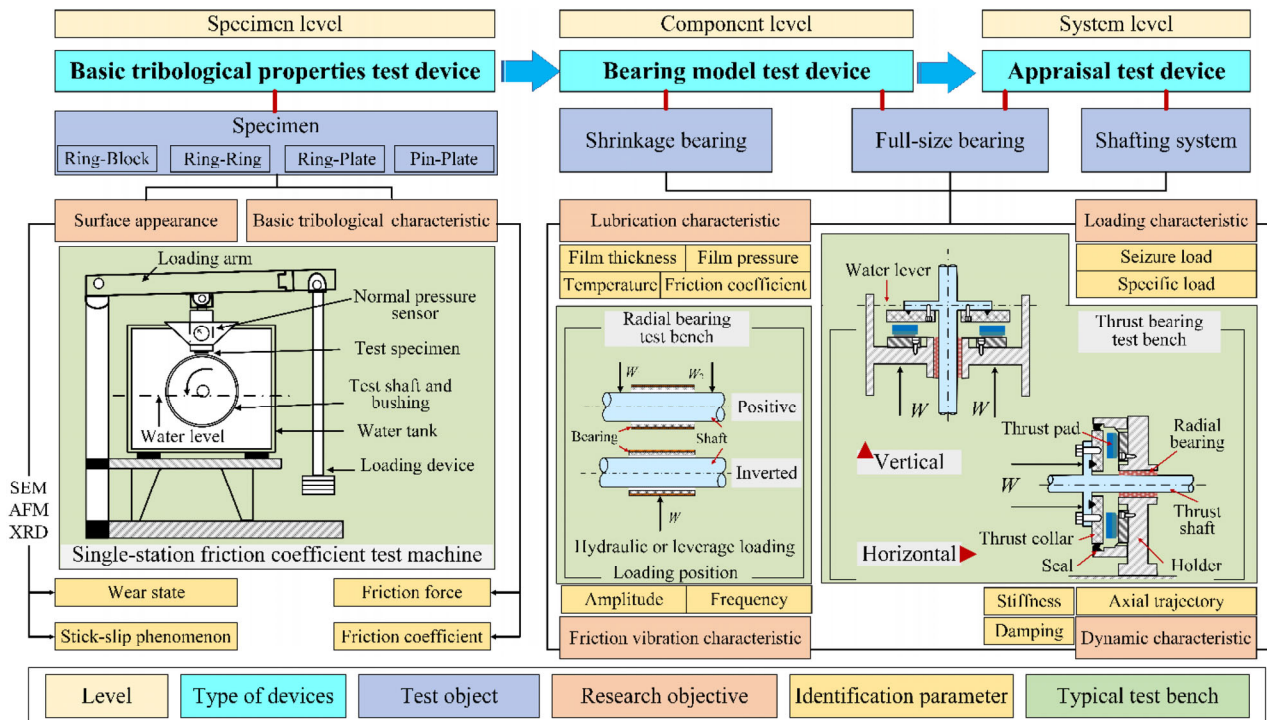 Specimen level
Component level
System level
Basic tribological properties test device
Bearing model test device
Appraisal test device
Specimen
Ring-Block
Ring-Ring
Ring-Plate
Pin-Plate
Shrinkage bearing
Full-size bearing
Shafting system
Surface appearance
Basic tribological characteristic
Lubrication characteristic
Loading characteristic
Film thickness
Film pressure
Temperature
Friction coefficient
Seizure load
Specific load
Loading arm
Normal pressure
sensor
Test specimen
Test shaft and
bushing
Water level
Water tank
Loading device
SEM
AFM
XRD
Single-station friction coefficient test machine
Wear state
Friction force
Stick-slip phenomenon
Friction coefficient
Radial bearing
test bench
W
W₂
Positive
Bearing
Shaft
Inverted
W
Hydraulic or leverage loading
Loading position
Water lever
Thrust bearing
test bench
W
W
Vertical
Thrust pad
Radial
bearing
W
Thrust
shaft
Thrust collar
Horizontal
Seal
Holder
Amplitude
Frequency
Friction vibration characteristic
Stiffness
Axial trajectory
Damping
Dynamic characteristic
Level
Type of devices
Test object
Research objective
Identification parameter
Typical test bench